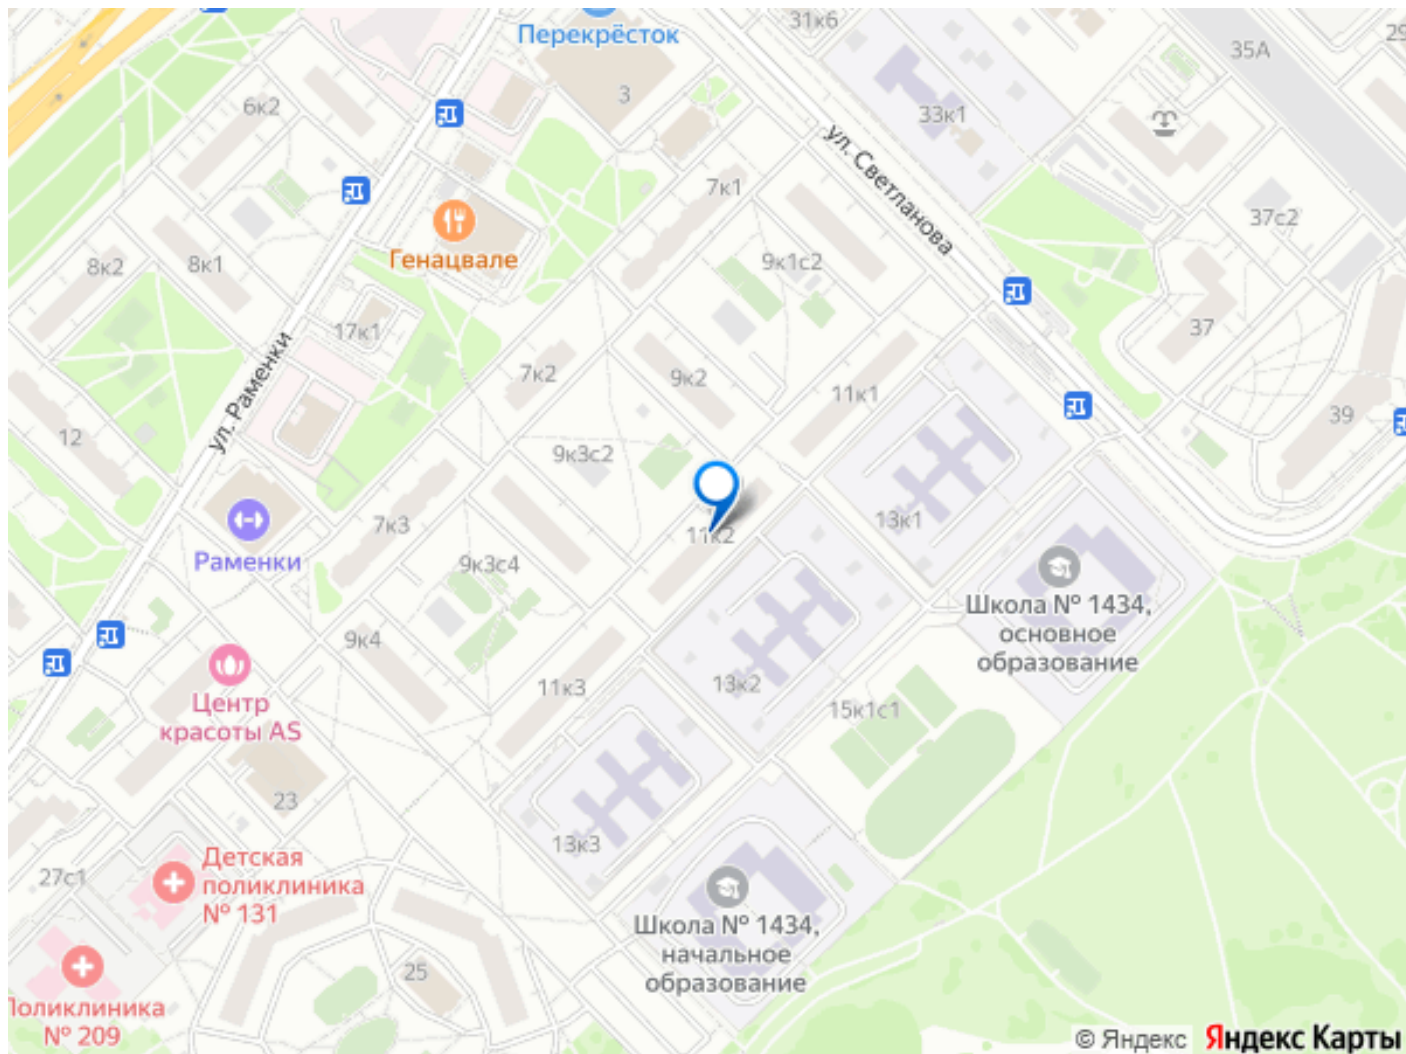 Перекрёсток
31к6
29
35А
3
6к2
33к1
ул. Светланова
7к1
37с2
Генацвале
8к2
8к1
9к1с2
17к1
37
ул. Раменки
7к2
9к2
11к1
39
12
9к3с2
7к3
11к2
13к1
Раменки
9к3с4
Школа № 1434,
основное
образование
9к4
11к3
13к2
15к1с1
Центр
красоты AS
23
13к3
27с1
Детская
поликлиника
№ 131
Школа № 1434,
начальное
образование
25
Поликлиника
№ 209
© Яндекс Яндекс Карты